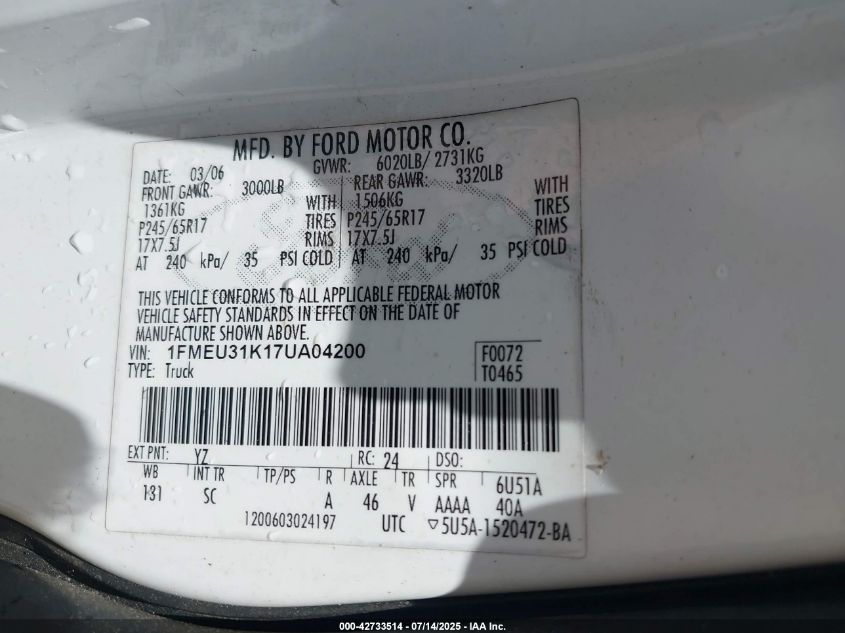 MFD. BY FORD MOTOR CO.
DATE: 03/06 GVWR: 6020LB/ 2731KG
FRONT GAWR: 3000LB REAR GAWR: 3320LB
1361KG WITH 1506KG WITH
P245/65R17 TIRES P245/65R17 TIRES
17X7.5J RIMS 17X7.5J RIMS
AT 240 kPa/ 35 PSI COLD AT 240 kPa/ 35 PSI COLD
THIS VEHICLE CONFORMS TO ALL APPLICABLE FEDERAL MOTOR
VEHICLE SAFETY STANDARDS IN EFFECT ON THE DATE OF
MANUFACTURE SHOWN ABOVE.
VIN: 1FMEU31K17UA04200 F0072
TYPE: Truck T0465
EXT PNT: YZ RC: 24 DSO:
WB INT TR TP/PS R AXLE TR SPR 6U51A
131 SC A 46 V AAAA 40A
1200603024197 UTC ▽5U5A-1520472-BA
000-42733514 - 07/14/2025 - IAA Inc.